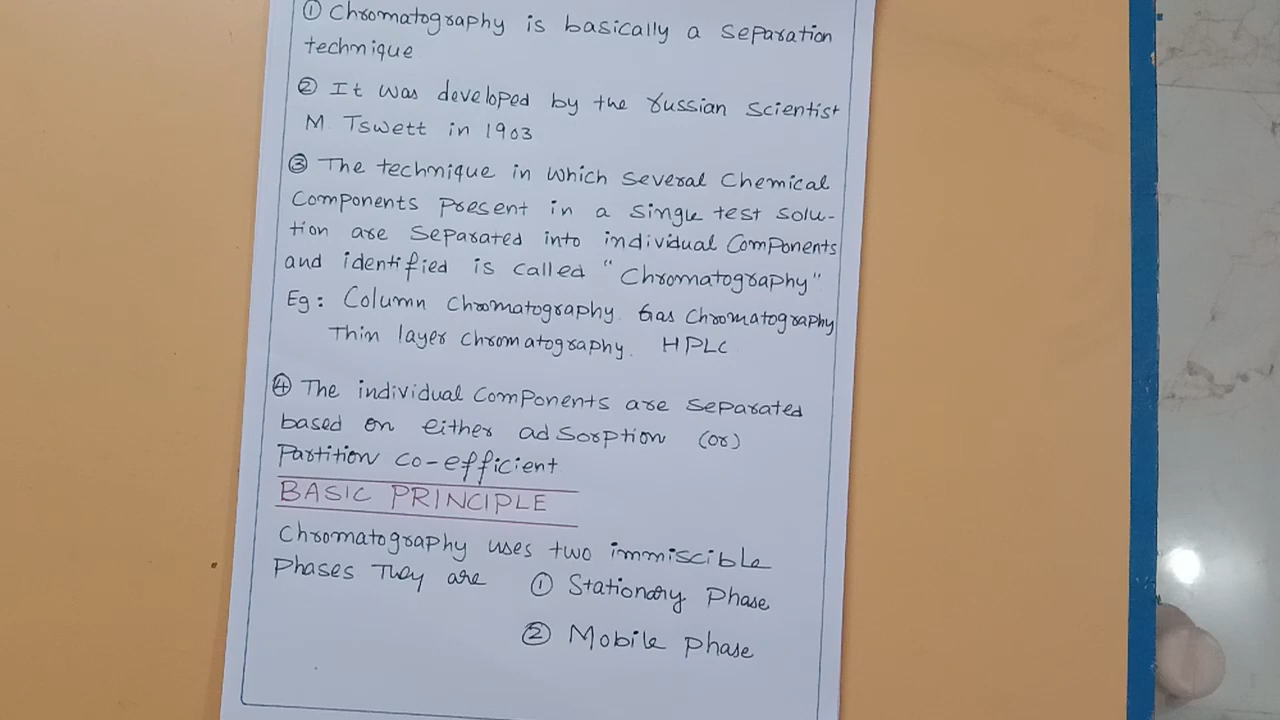 ① Chromatography is basically a separation
technique
② It was developed by the russian scientist
M. Tswett in 1903
③ The technique in which several Chemical
Components present in a single test solu-
tion are separated into individual Components
and identified is called "Chromatography"
Eg: Column chromatography. Gas Chromatography
Thin layer chromatography. HPLC
④ The individual Components are separated
based on either adsorption (or)
Partition co-efficient
BASIC PRINCIPLE
Chromatography uses two immiscible
Phases They are ① Stationary Phase
② Mobile phase